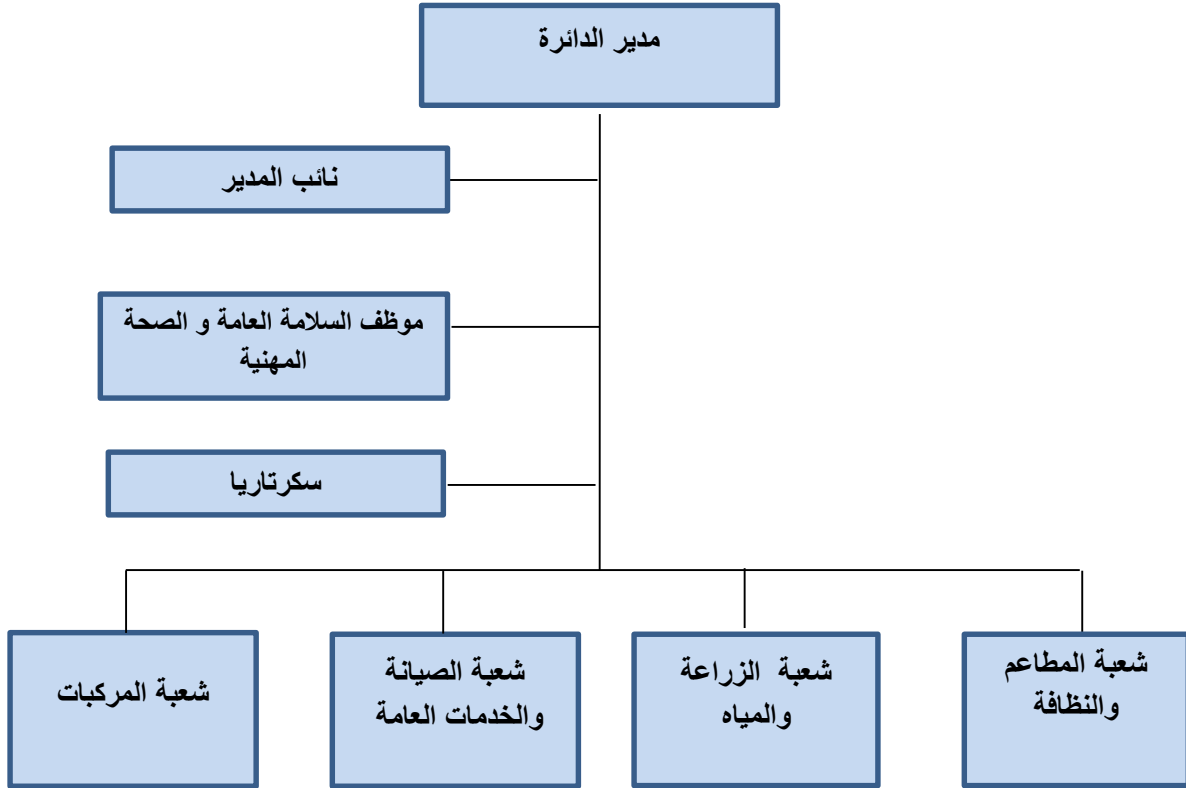 مدير الدائرة
نائب المدير
موظف السلامة العامة و الصحة
المهنية
سكرتاريا
شعبة المطاعم
والنظافة
شعبة الزراعة
والمياه
شعبة الصيانة
والخدمات العامة
شعبة المركبات